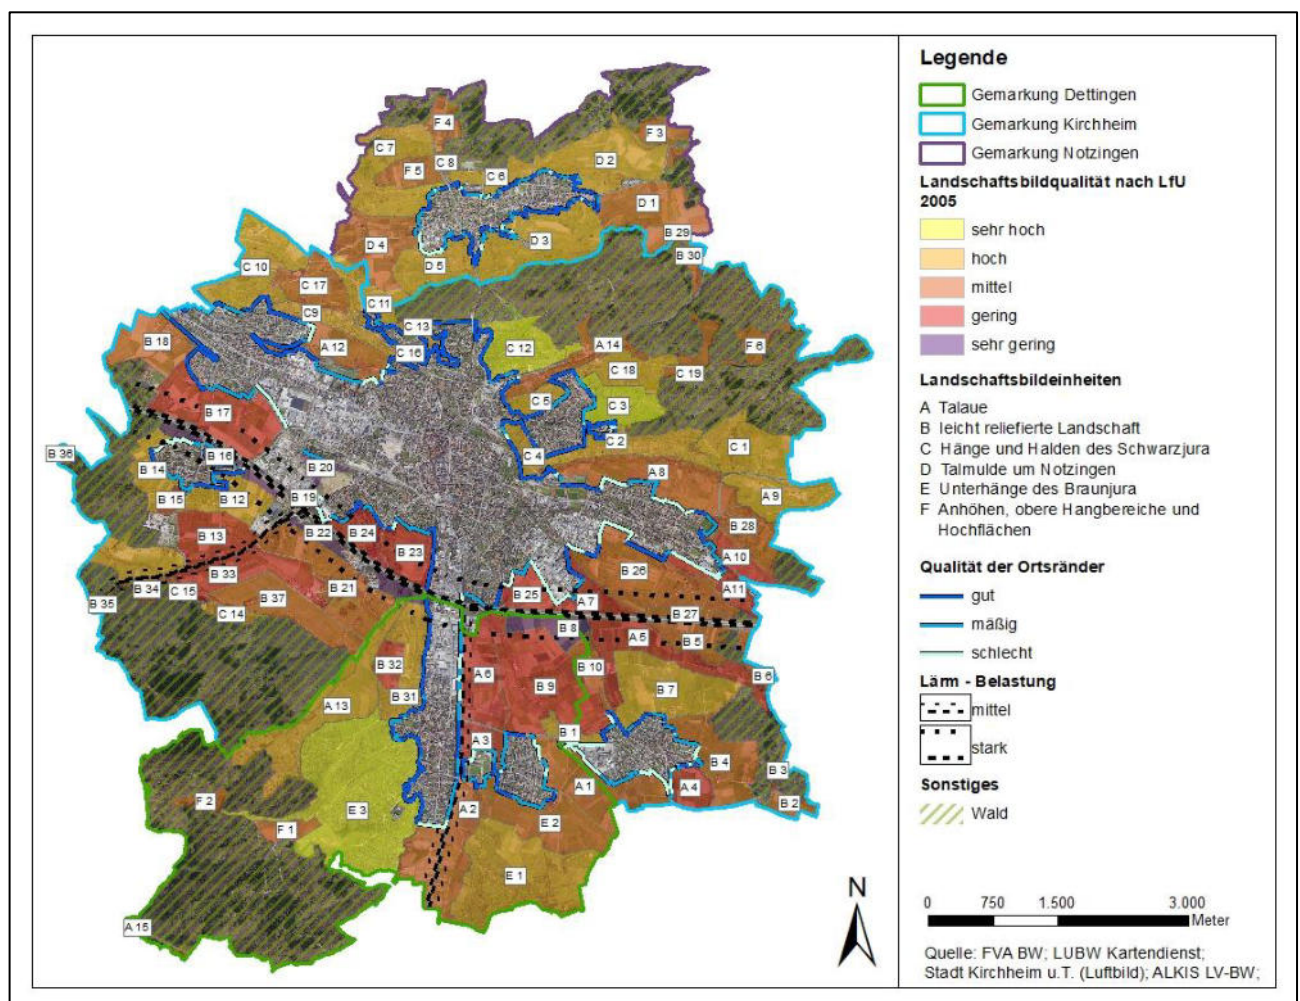 Legende
Gemarkung Dettingen
Gemarkung Kirchheim
Gemarkung Notzingen
Landschaftsbildqualität nach LfU
2005
sehr hoch
hoch
mittel
gering
sehr gering
Landschaftsbildeinheiten
A Talaue
B leicht reliefierte Landschaft
C Hänge und Halden des Schwarzjura
D Talmulde um Notzingen
E Unterhänge des Braunjura
F Anhöhen, obere Hangbereiche und
Hochflächen
Qualität der Ortsränder
gut
mäßig
schlecht
Lärm - Belastung
mittel
stark
Sonstiges
Wald
N
0 750 1.500 3.000
Meter
Quelle: FVA BW; LUBW Kartendienst;
Stadt Kirchheim u.T. (Luftbild); ALKIS LV-BW;
F 4
F 3
C 7
C 8
D 2
F 5
C 6
D 1
B 29
D 4
D 3
B 30
D 5
C 10
C 17
C 11
C9
C 13
B 18
A 12
C 16
C 12
A 14
F 6
C 18
C 19
C 5
C 3
B 17
C 2
C 1
B 36
B 16
C 4
B 14
B 20
A 8
B 15
B 12
B 19
A 9
B 28
B 13
B 22
B 24
B 23
A 10
B 26
B 33
B 34
C 15
B 21
B 25
A 7
A11
B 35
B 37
C 14
B 27
B 8
A 5
B 5
B 32
A 6
B 10
B 6
B 31
B 9
B 7
A 13
B 1
A 3
B 4
B 3
A 1
A 4
B 2
F 2
E 3
A 2
E 2
F 1
E 1
A 15